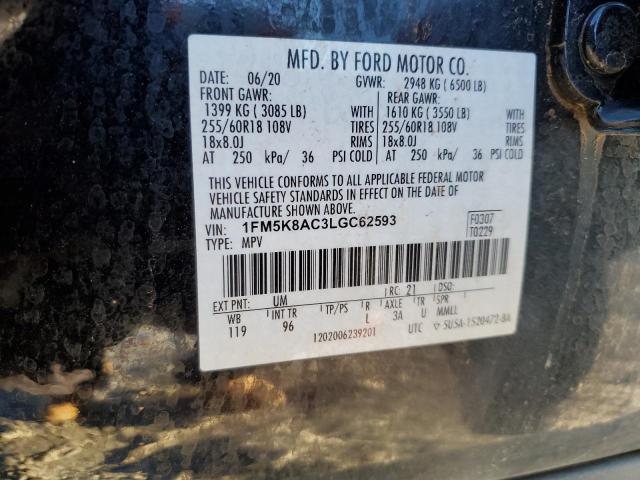 MFD. BY FORD MOTOR CO.
DATE: 06/20 GVWR: 2948 KG ( 6500 LB)
FRONT GAWR: REAR GAWR:
1399 KG ( 3085 LB) WITH 1610 KG ( 3550 LB) WITH
255/60R18 108V TIRES 255/60R18 108V TIRES
18x8.0J RIMS 18x8.0J RIMS
AT 250 kPa/ 36 PSI COLD AT 250 kPa/ 36 PSI COLD
THIS VEHICLE CONFORMS TO ALL APPLICABLE FEDERAL MOTOR
VEHICLE SAFETY STANDARDS IN EFFECT ON THE DATE OF
MANUFACTURE SHOWN ABOVE.
VIN: 1FM5K8AC3LGC62593 F0307
TYPE: MPV T0229
EXT PNT: UM RC: 21 DSO:
WB INT TR TP/PS R AXLE TR SPR
119 96 L 3A U MMLL
1202006239201 UTC SU5A-1520472-BA